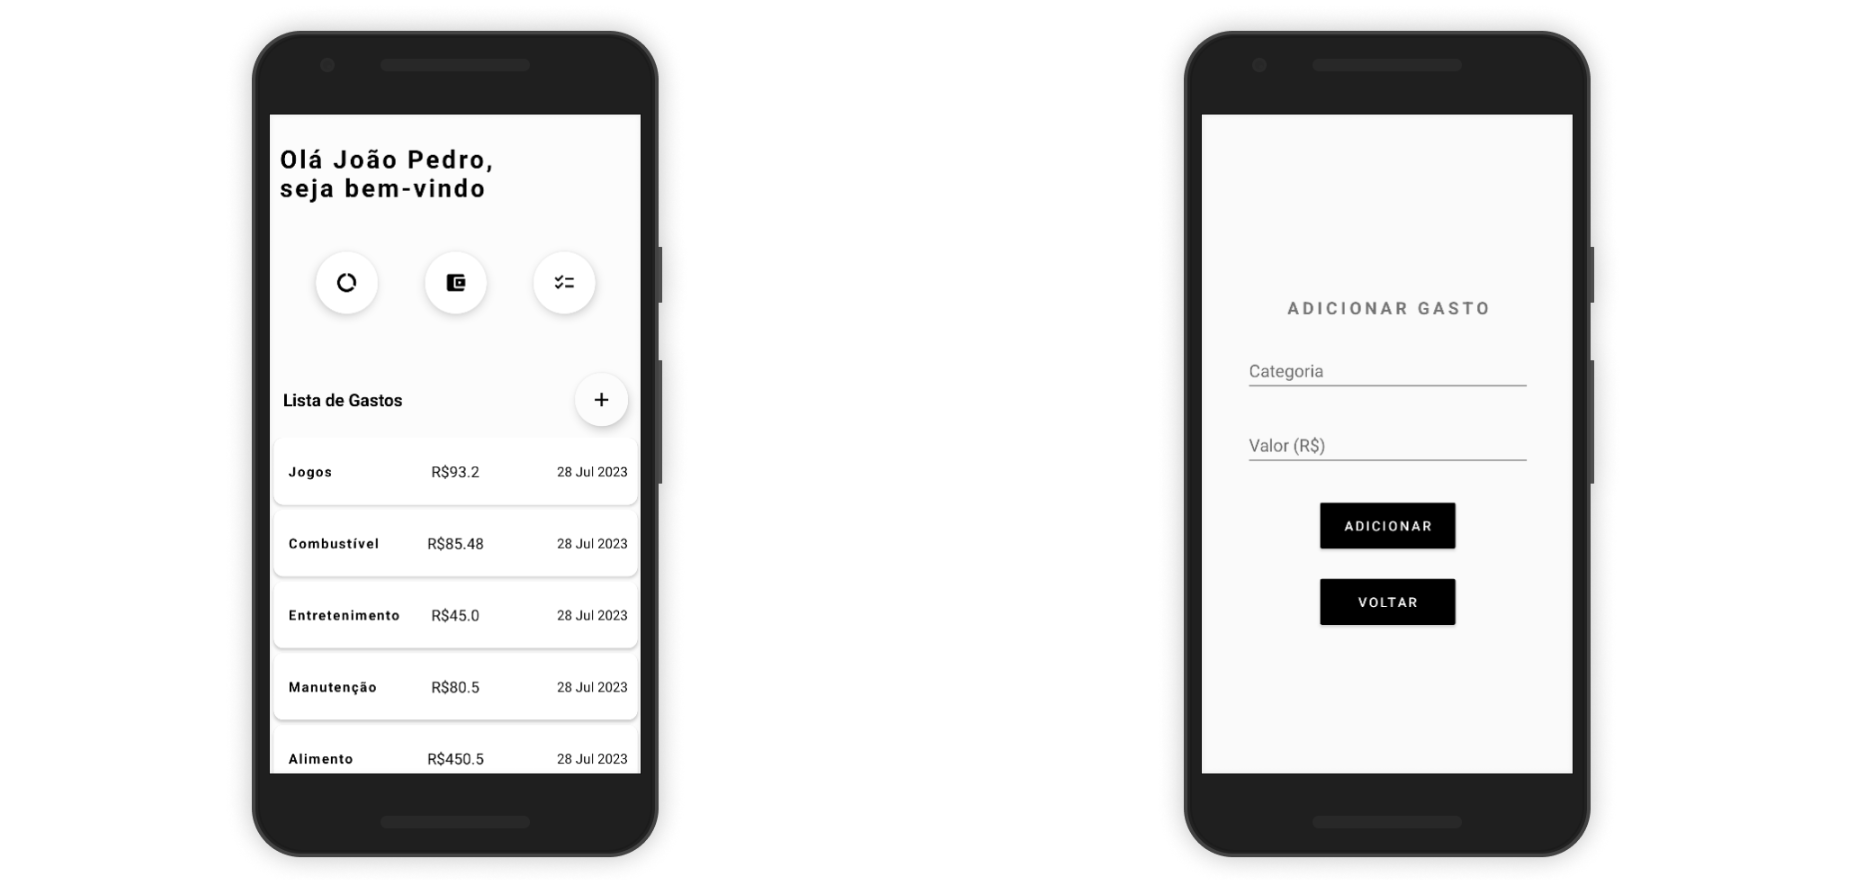 Olá João Pedro,
seja bem-vindo
Lista de Gastos
+
Jogos R$93.2 28 Jul 2023
Combustível R$85.48 28 Jul 2023
Entretenimento R$45.0 28 Jul 2023
Manutenção R$80.5 28 Jul 2023
Alimento R$450.5 28 Jul 2023
ADICIONAR GASTO
Categoria
Valor (R$)
ADICIONAR
VOLTAR